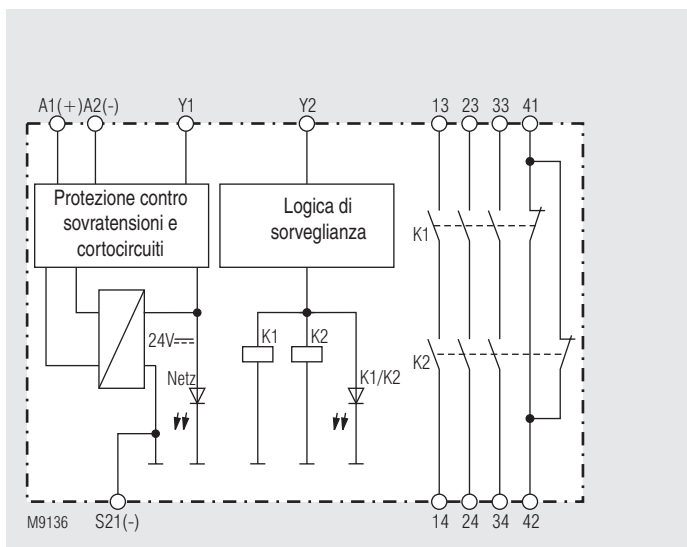 A1(+) A2(-) Y1 Y2 13 23 33 41
Protezione contro
sovratensioni e
cortocircuiti
Logica di
sorveglianza
K1
24V
K1 K2
K2
Netz
K1/K2
M9136 S21(-) 14 24 34 42